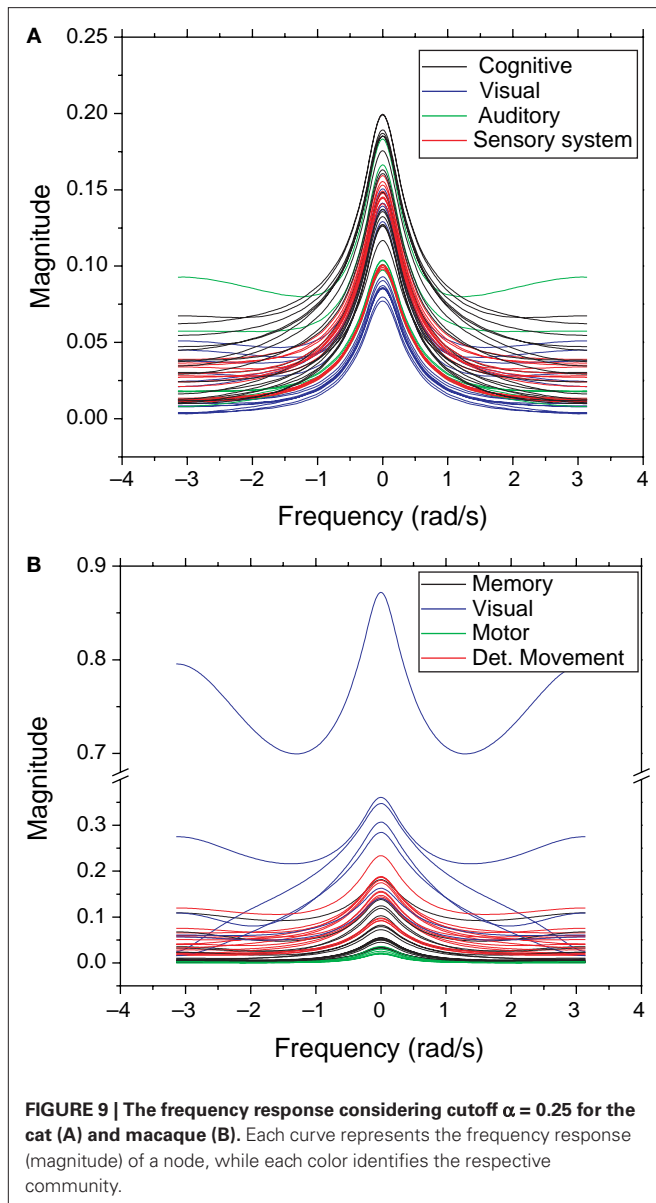 A
0.25
0.20
0.15
0.10
0.05
0.00
Magnitude
Cognitive
Visual
Auditory
Sensory system
–4 –3 –2 –1 0 1 2 3 4
Frequency (rad/s)
B
0.9
0.8
0.7
0.3
0.2
0.1
0.0
Magnitude
Memory
Visual
Motor
Det. Movement
–4 –3 –2 –1 0 1 2 3 4
Frequency (rad/s)
FIGURE 9 | The frequency response considering cutoff α = 0.25 for the
cat (A) and macaque (B). Each curve represents the frequency response
(magnitude) of a node, while each color identifies the respective
community.